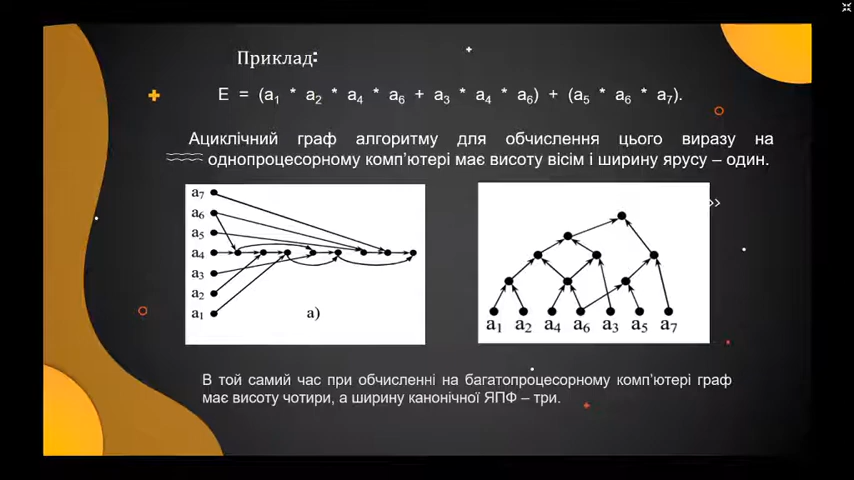 Приклад:
E = (a₁ * a₂ * a₄ * a₆ + a₃ * a₄ * a₆) + (a₅ * a₆ * a₇).
Ациклічний граф алгоритму для обчислення цього виразу на
однопроцесорному комп'ютері має висоту вісім і ширину ярусу – один.
a₇
a₆
a₅
a₄
a₃
a₂
a₁
а)
a₁ a₂ a₄ a₆ a₃ a₅ a₇
В той самий час при обчисленні на багатопроцесорному комп'ютері граф
має висоту чотири, а ширину канонічної ЯПФ – три.